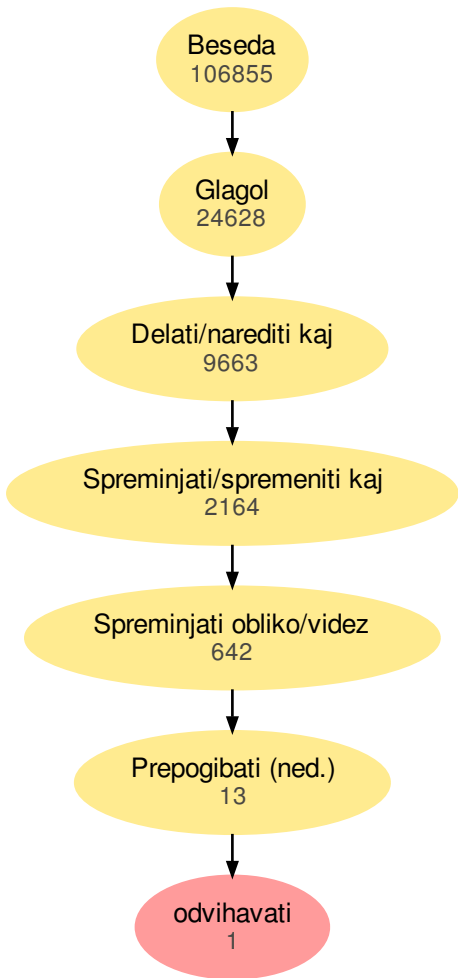 Beseda
106855
Glagol
24628
Delati/narediti kaj
9663
Spreminjati/spremeniti kaj
2164
Spreminjati obliko/videz
642
Prepogibati (ned.)
13
odvihavati
1